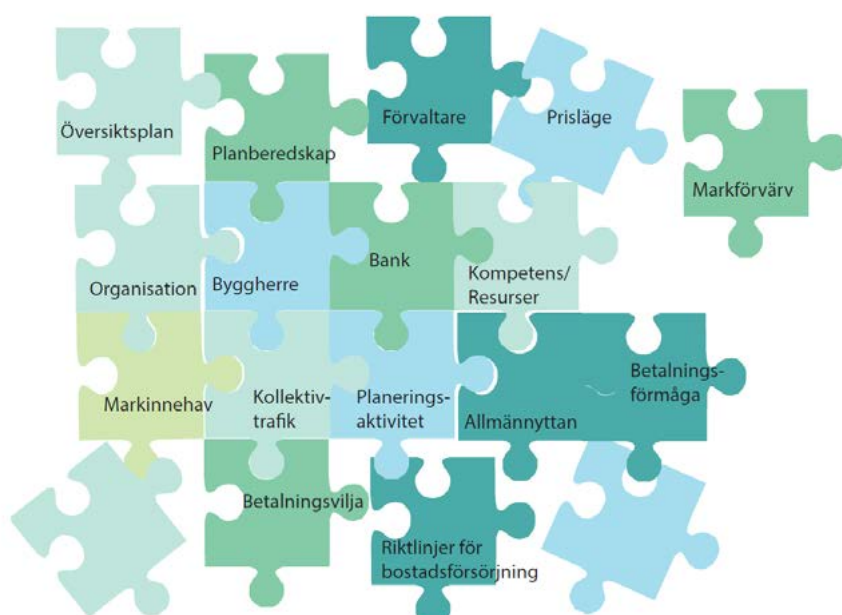 Översiktsplan
Planberedskap
Förvaltare
Prisläge
Markförvärv
Organisation
Byggherre
Bank
Kompetens/
Resurser
Markinnehav
Kollektiv-
trafik
Planerings-
aktivitet
Allmännyttan
Betalnings-
förmåga
Betalningsvilja
Riktlinjer för
bostadsförsörjning